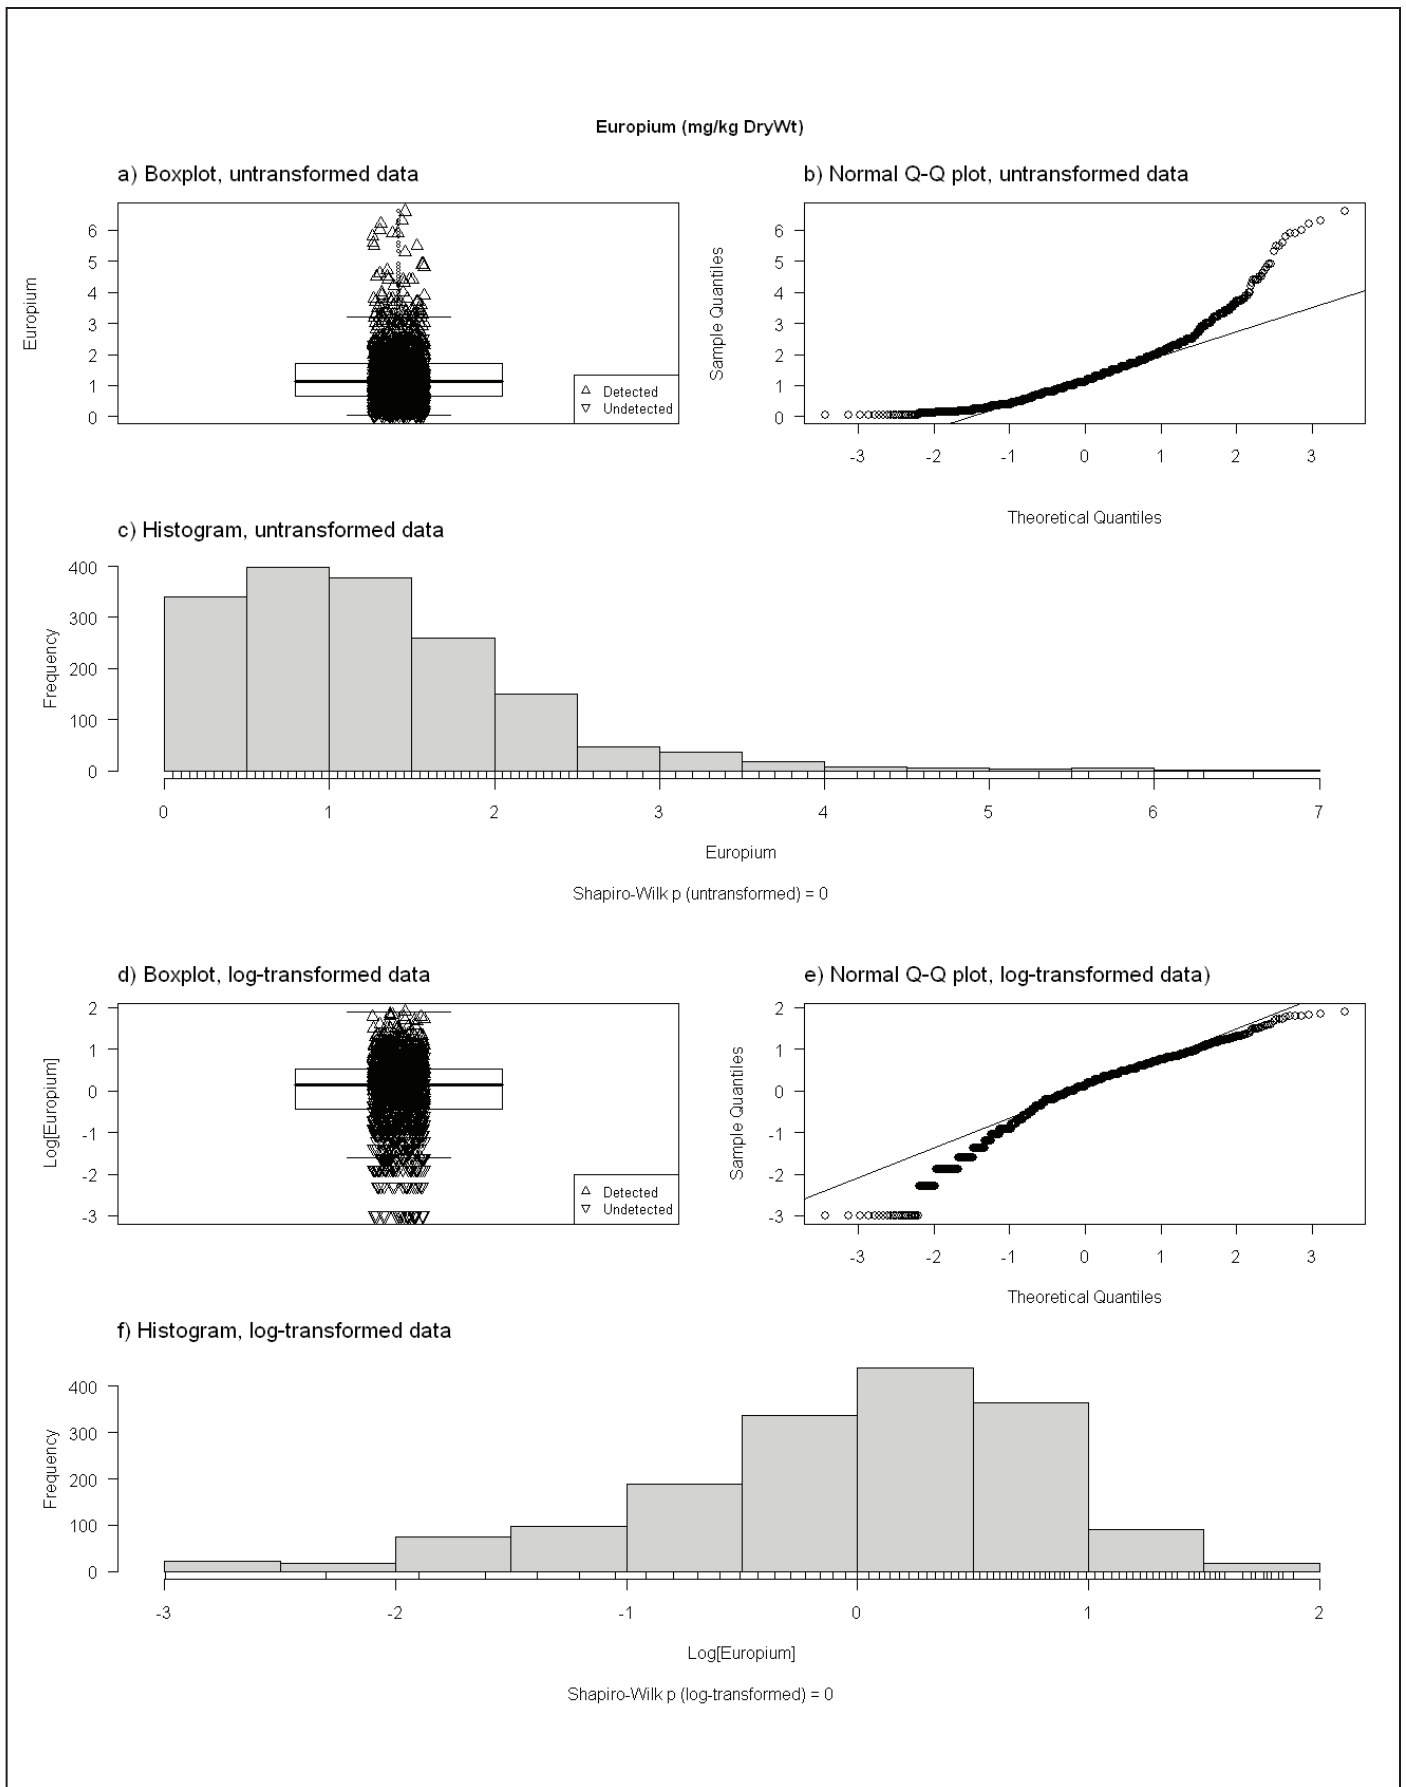 Europium (mg/kg DryWt)
a) Boxplot, untransformed data
Europium
6
5
4
3
2
1
0
Detected
Undetected
b) Normal Q-Q plot, untransformed data
Sample Quantiles
6
5
4
3
2
1
0
-3 -2 -1 0 1 2 3
Theoretical Quantiles
c) Histogram, untransformed data
Frequency
400
300
200
100
0
0 1 2 3 4 5 6 7
Europium
Shapiro-Wilk p (untransformed) = 0
d) Boxplot, log-transformed data
Log[Europium]
2
1
0
-1
-2
-3
Detected
Undetected
e) Normal Q-Q plot, log-transformed data)
Sample Quantiles
2
1
0
-1
-2
-3
-3 -2 -1 0 1 2 3
Theoretical Quantiles
f) Histogram, log-transformed data
Frequency
400
300
200
100
0
-3 -2 -1 0 1 2
Log[Europium]
Shapiro-Wilk p (log-transformed) = 0